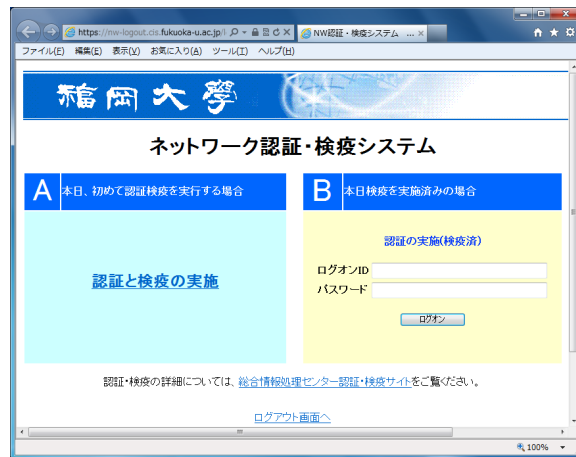 https://nw-logout.cis.fukuoka-u.ac.jp/l
NW認証・検疫システム ...
ファイル(F) 編集(E) 表示(V) お気に入り(A) ツール(T) ヘルプ(H)
福岡大學
ネットワーク認証・検疫システム
A 本日、初めて認証検疫を実行する場合
B 本日検疫を実施済みの場合
認証と検疫の実施
認証の実施(検疫済)
ログオンID
パスワード
ログオン
認証・検疫の詳細については、総合情報処理センター認証・検疫サイトをご覧ください。
ログアウト画面へ
100%